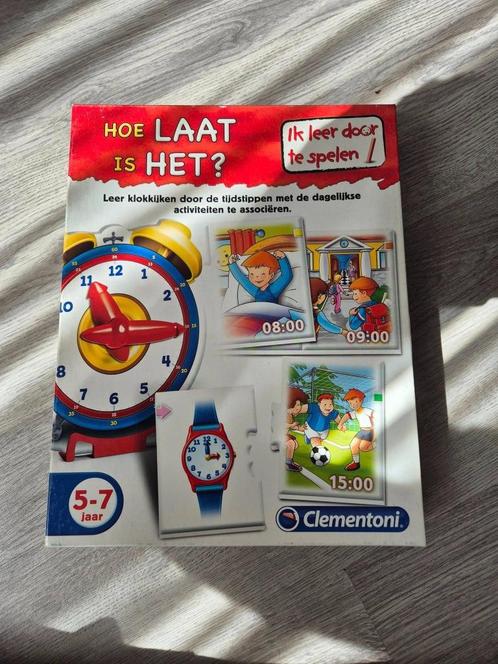 HOE LAAT
IS HET?
Ik leer door
te spelen!
Leer klokkijken door de tijdstippen met de dagelijkse
activiteiten te associëren.
12
11
1
10
2
9
3
8
4
7
5
6
08:00
09:00
15:00
5-7
jaar
Clementoni